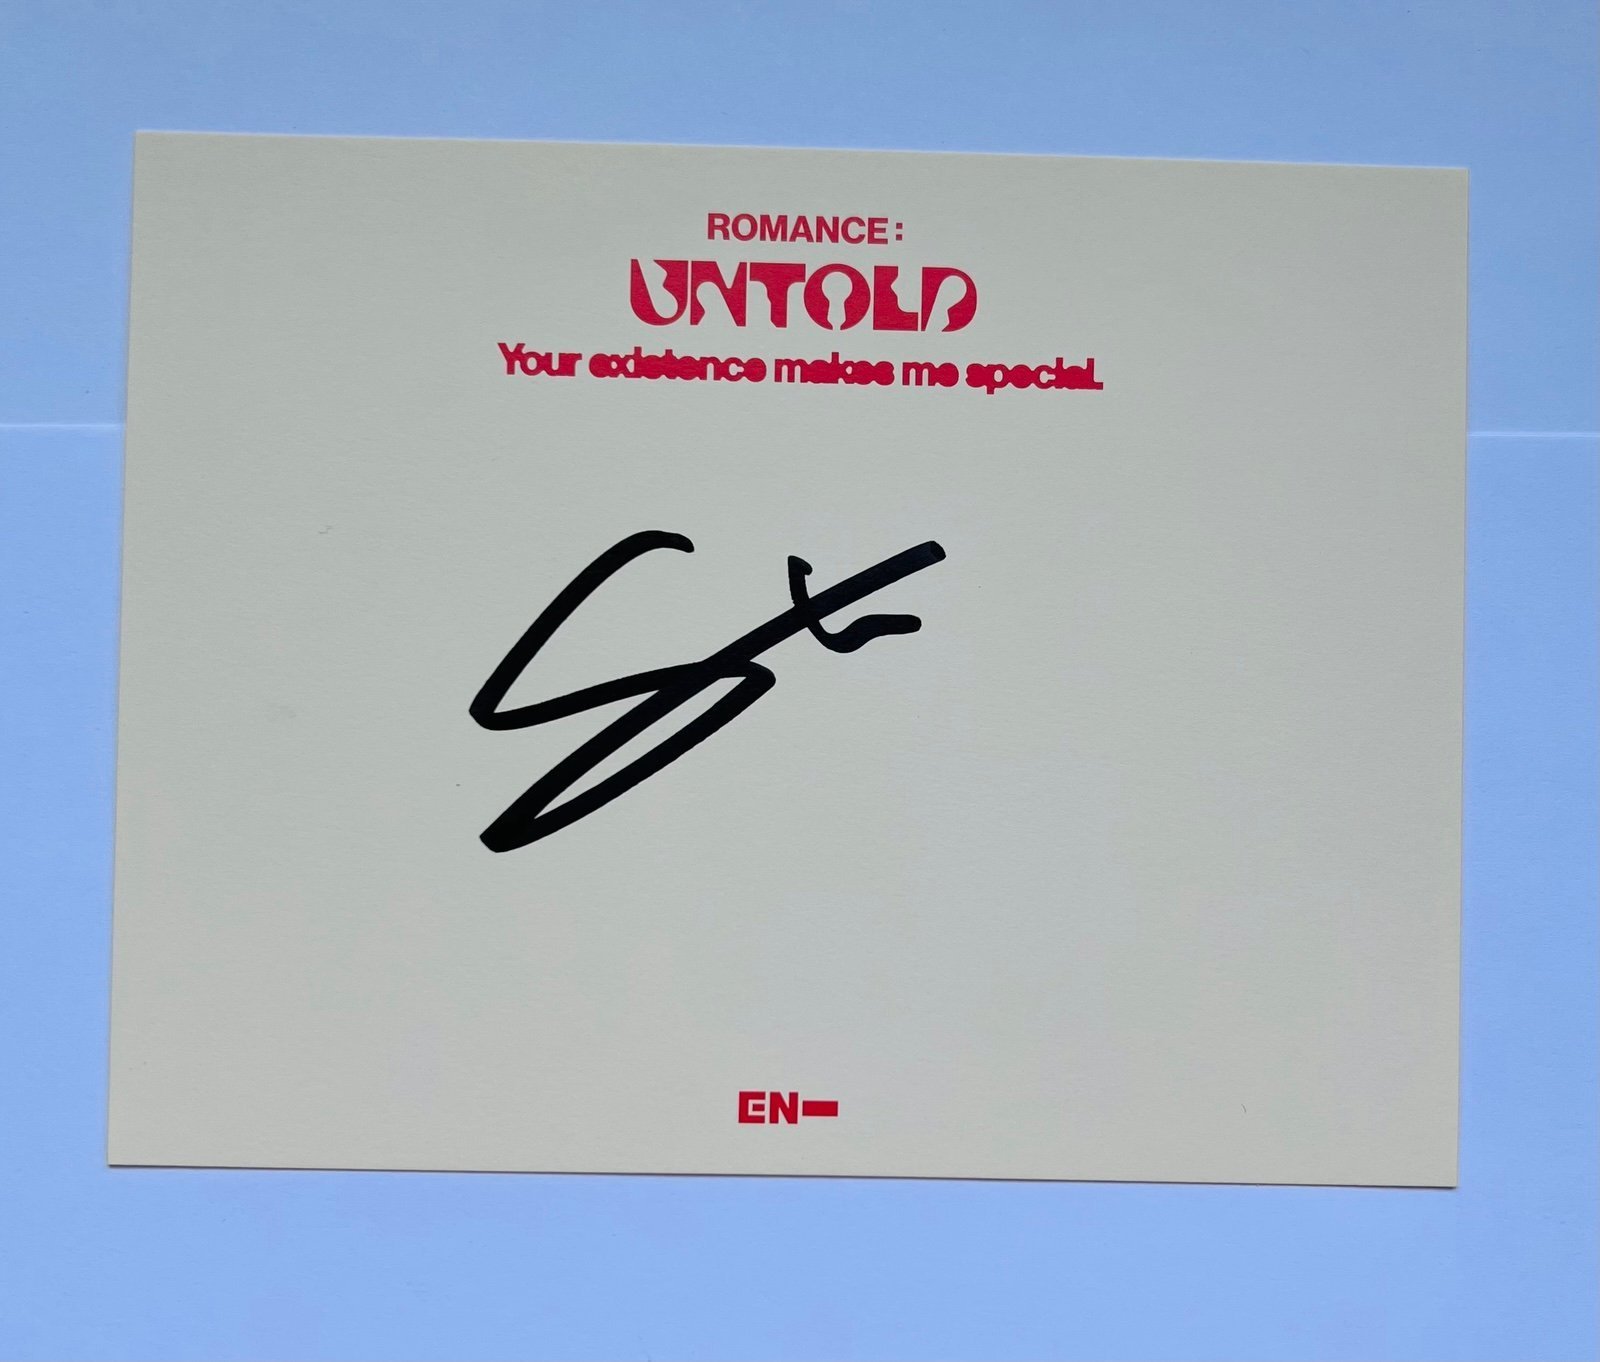 ROMANCE:
UNTOLD
Your existence makes me special.
EN-